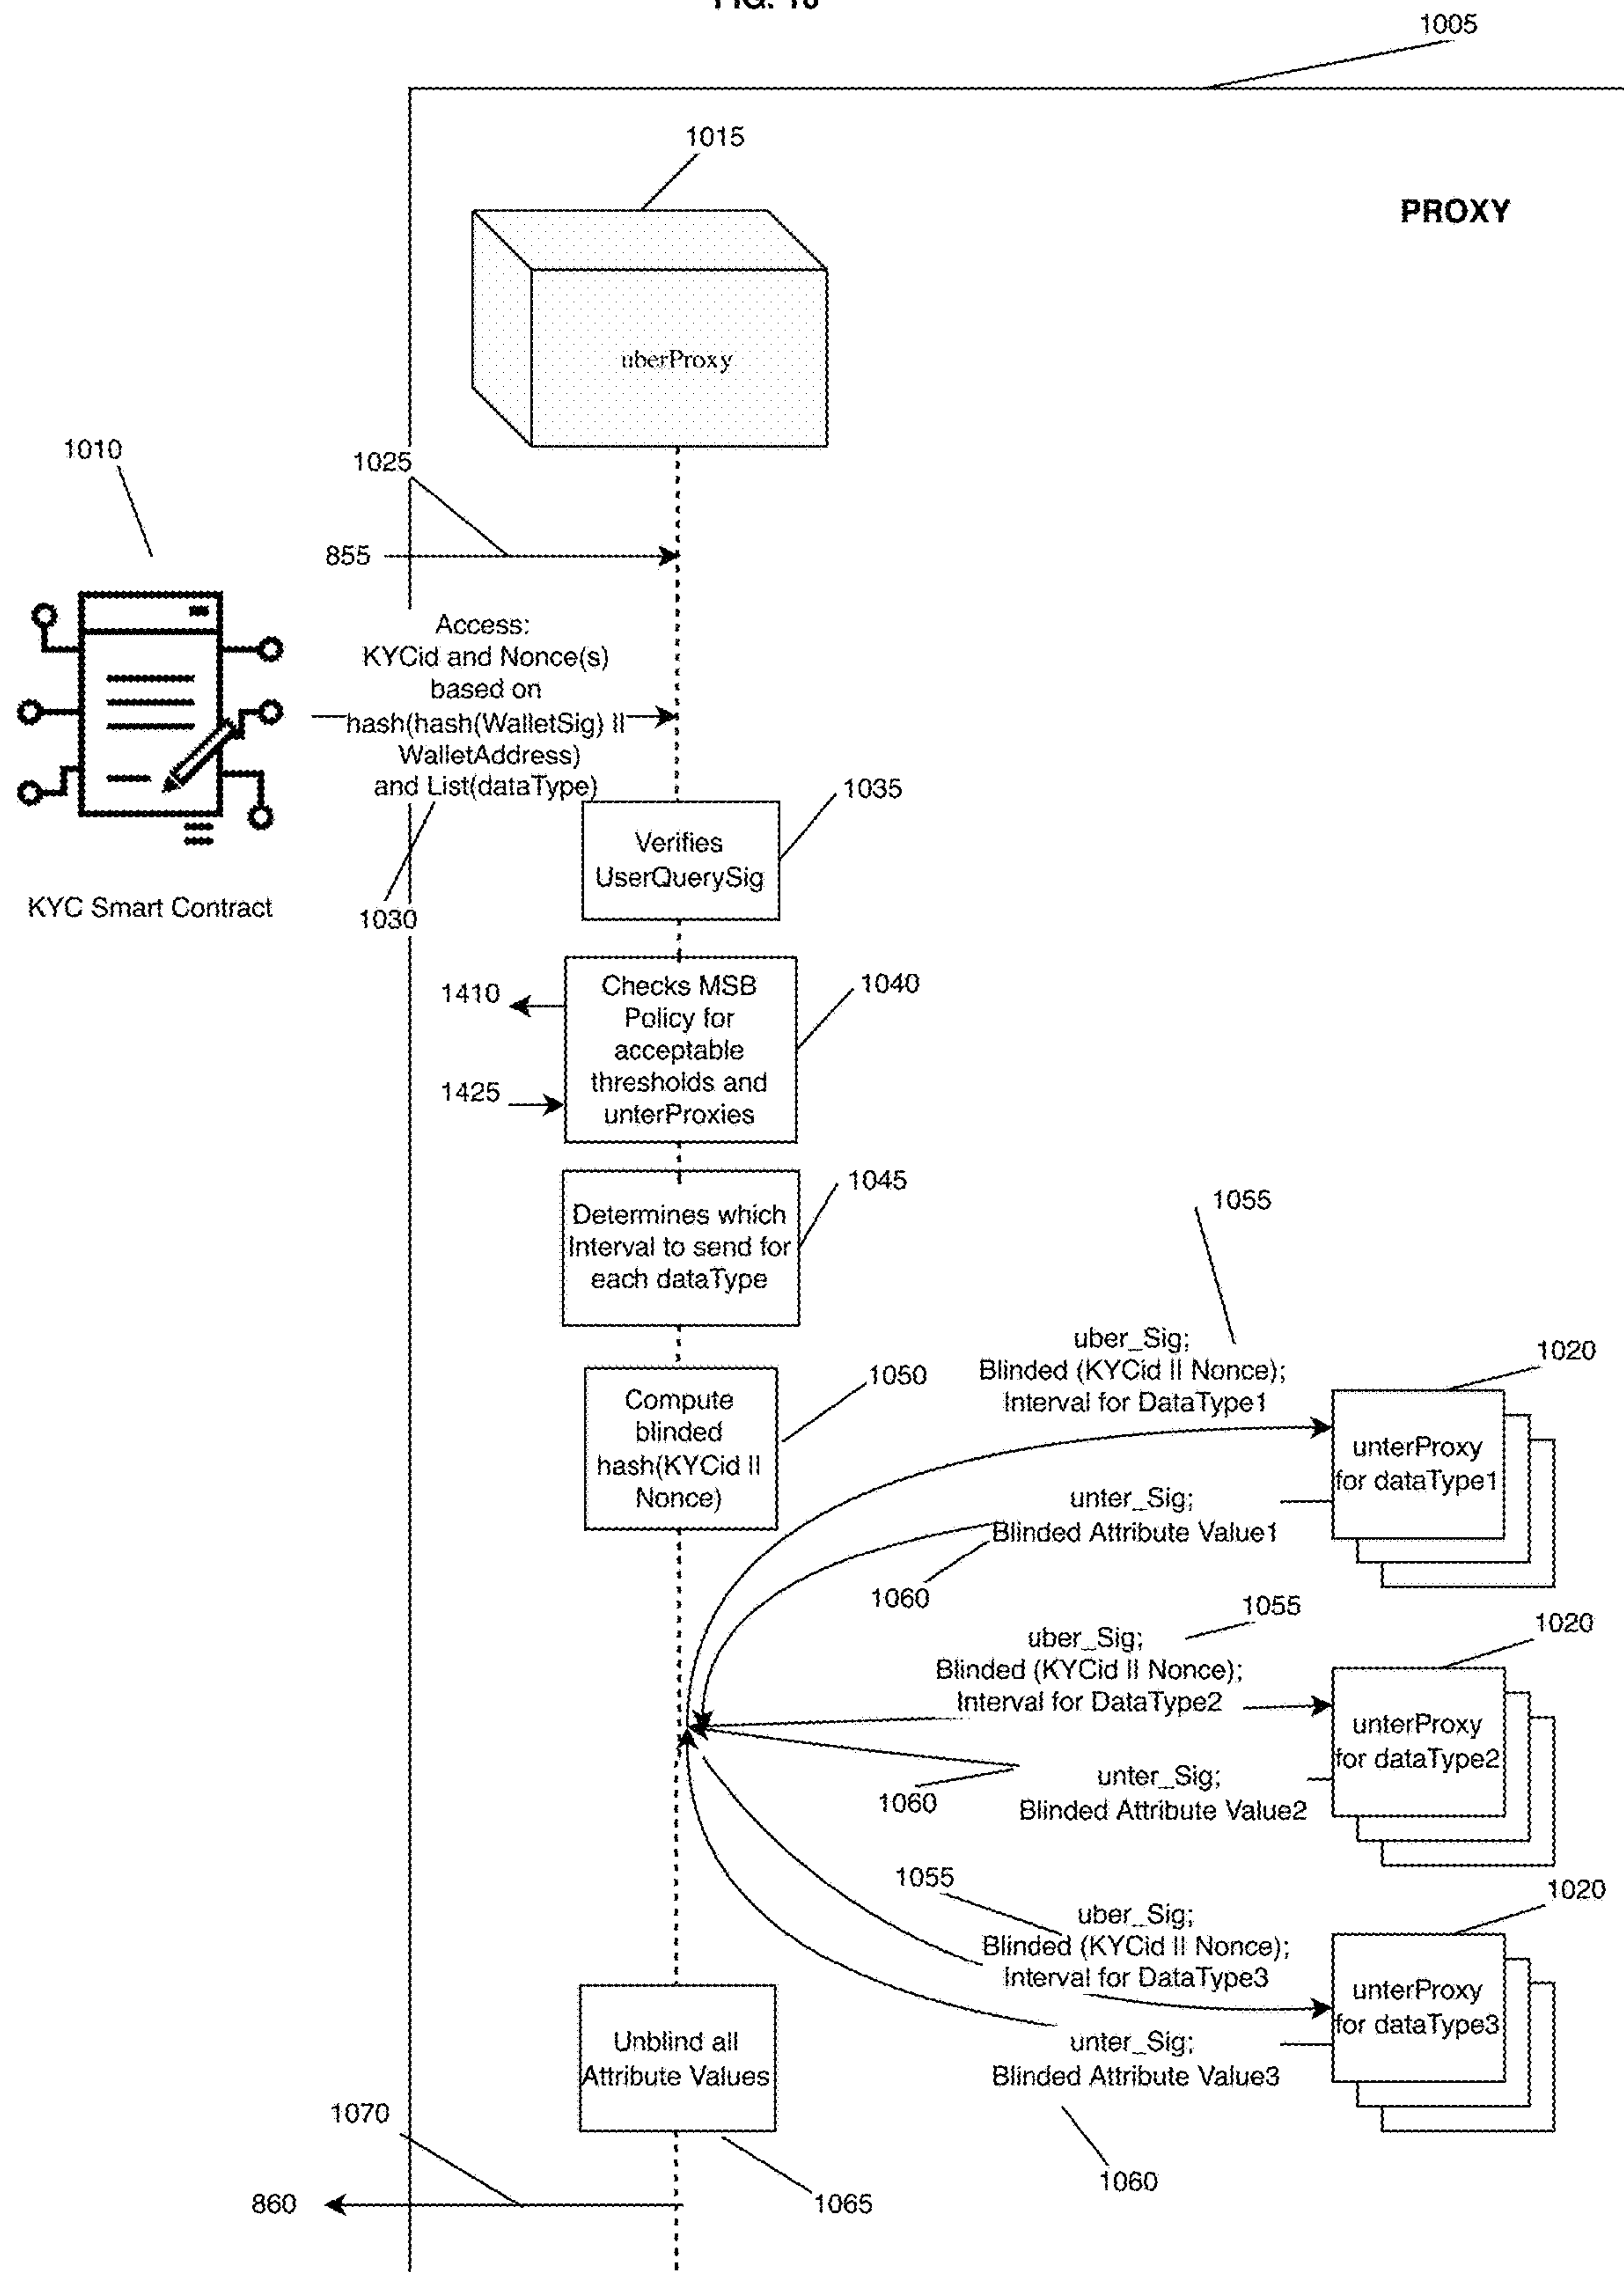 1005
1015
PROXY
uberProxy
1010
1025
855
Access:
KYCid and Nonce(s)
based on
hash(hash(WalletSig) ||
WalletAddress)
and List(dataType)
1035
Verifies
UserQuerySig
KYC Smart Contract
1030
1410
Checks MSB
Policy for
acceptable
thresholds and
unterProxies
1040
1425
1045
Determines which
Interval to send for
each dataType
1055
uber_Sig;
Blinded (KYCid || Nonce);
Interval for DataType1
1020
1050
Compute
blinded
hash(KYCid ||
Nonce)
unterProxy
for dataType1
unter_Sig;
Blinded Attribute Value1
1060
1055
uber_Sig;
Blinded (KYCid || Nonce);
Interval for DataType2
1020
unterProxy
for dataType2
1060
unter_Sig;
Blinded Attribute Value2
1055
uber_Sig;
Blinded (KYCid || Nonce);
Interval for DataType3
1020
unterProxy
for dataType3
Unblind all
Attribute Values
unter_Sig;
Blinded Attribute Value3
1070
1060
860
1065